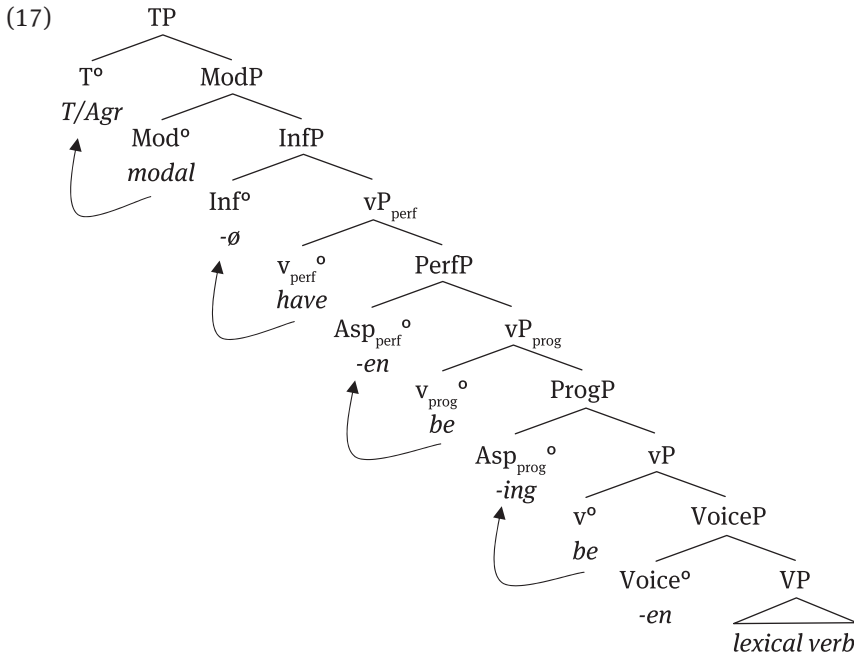 (17) TP
T° ModP
T/Agr
Mod° InfP
modal
Inf° vPperf
-ø
vperf° PerfP
have
Aspperf° vPprog
-en
vprog° ProgP
be
Aspprog° vP
-ing
v° VoiceP
be
Voice° VP
-en
lexical verb